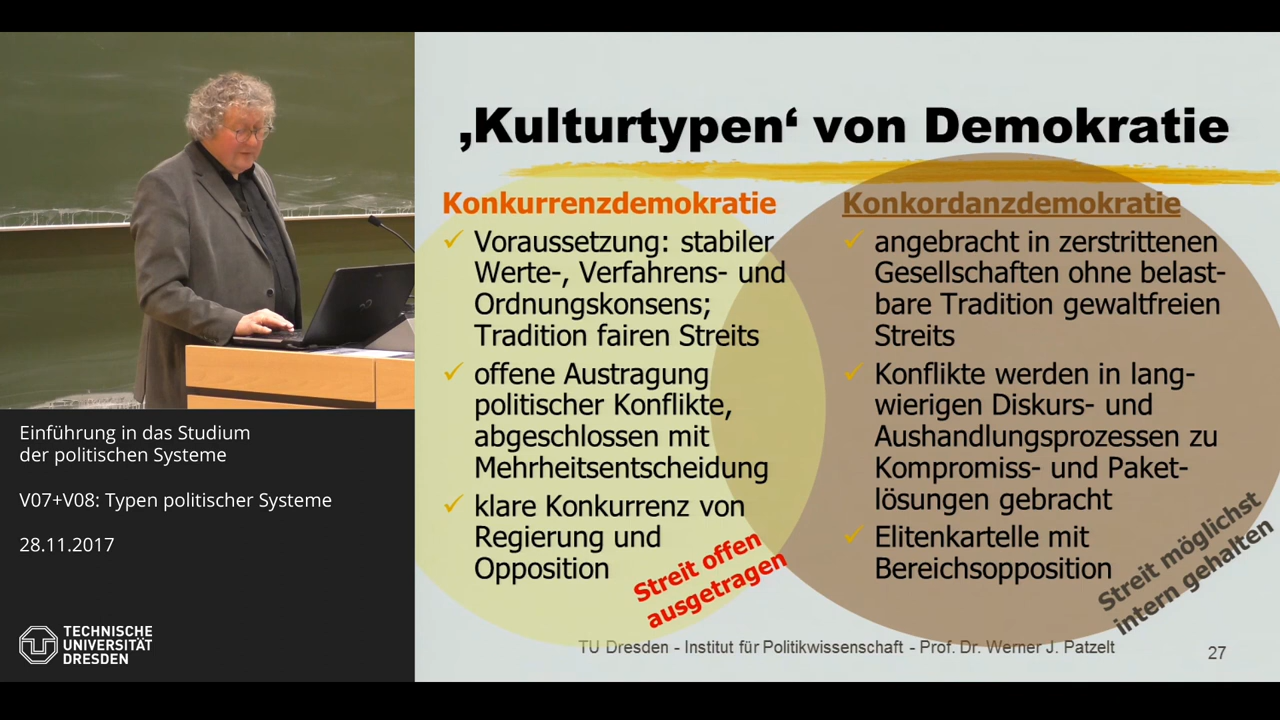 ‚Kulturtypen‘ von Demokratie
Konkurrenzdemokratie
✓ Voraussetzung: stabiler
Werte-, Verfahrens- und
Ordnungskonsens;
Tradition fairen Streits
✓ offene Austragung
politischer Konflikte,
abgeschlossen mit
Mehrheitsentscheidung
✓ klare Konkurrenz von
Regierung und
Opposition
Streit offen
ausgetragen
Konkordanzdemokratie
✓ angebracht in zerstrittenen
Gesellschaften ohne belast-
bare Tradition gewaltfreien
Streits
✓ Konflikte werden in lang-
wierigen Diskurs- und
Aushandlungsprozessen zu
Kompromiss- und Paket-
lösungen gebracht
✓ Elitenkartelle mit
Bereichsopposition
Streit möglichst
intern gehalten
TU Dresden - Institut für Politikwissenschaft - Prof. Dr. Werner J. Patzelt
27
Einführung in das Studium
der politischen Systeme
V07+V08: Typen politischer Systeme
28.11.2017
TECHNISCHE
UNIVERSITÄT
DRESDEN